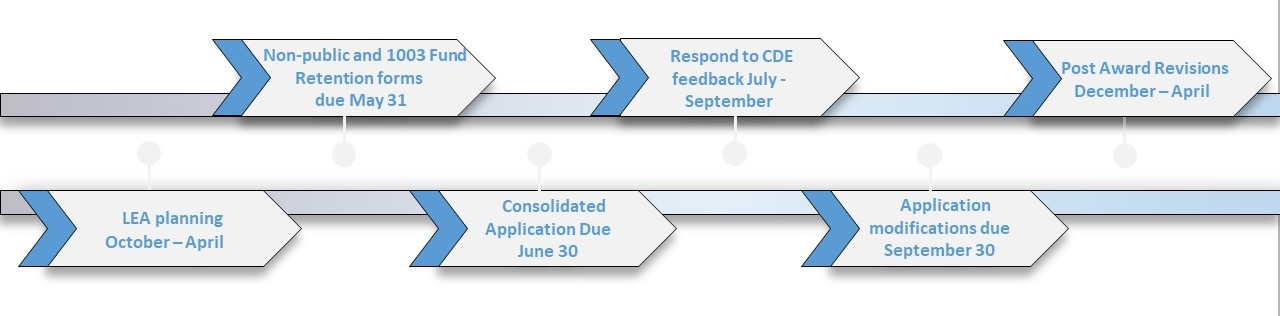 Non-public and 1003 Fund
Retention forms
due May 31
Respond to CDE
feedback July -
September
Post Award Revisions
December – April
LEA planning
October – April
Consolidated
Application Due
June 30
Application
modifications due
September 30